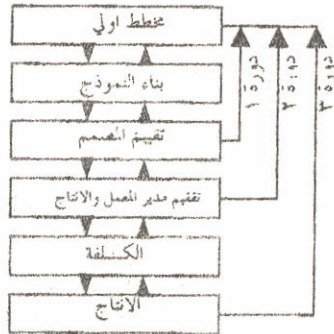 مخطط اولي
بناء النموذج
تقييم المصمم
تقييم مدير المعمل والانتاج
الكلفة
الانتاج
دورة ١
دورة ٢
دورة ٣